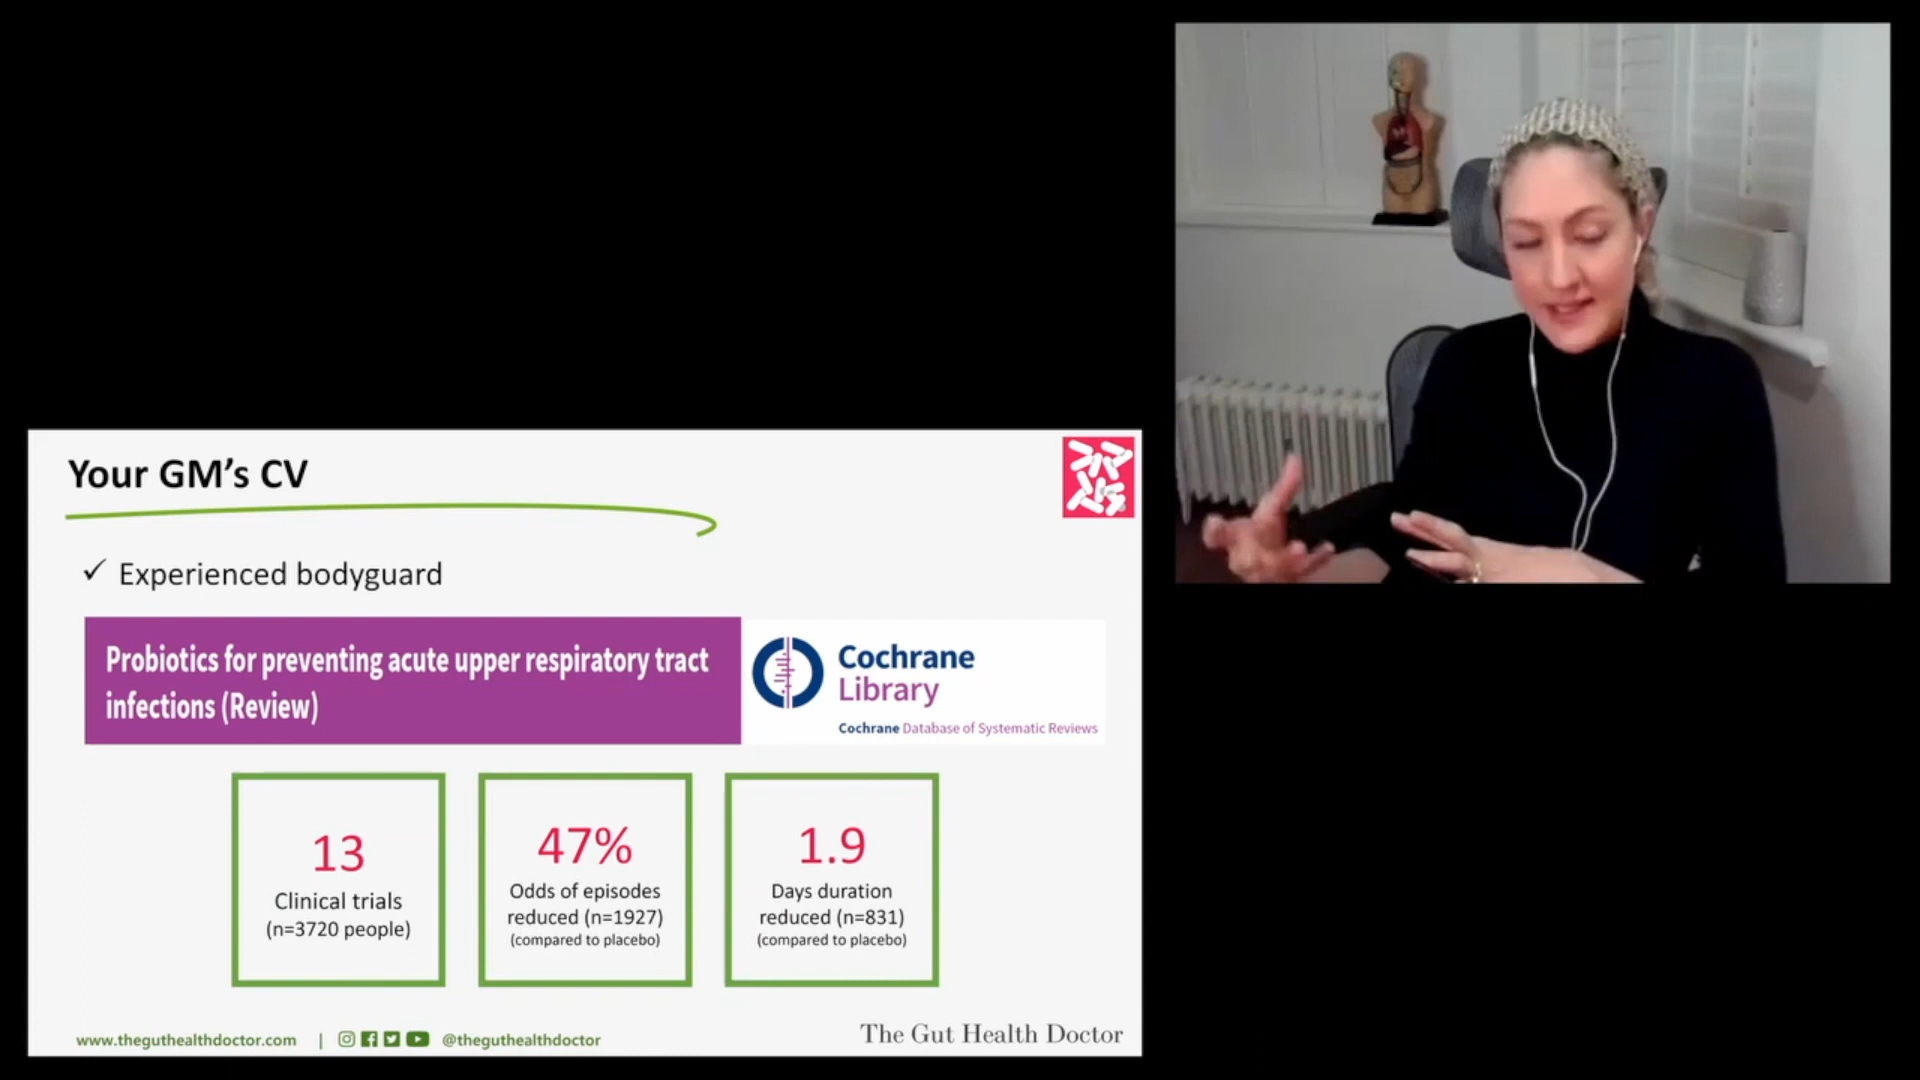 Your GM's CV
✓ Experienced bodyguard
Probiotics for preventing acute upper respiratory tract
infections (Review)
Cochrane
Library
Cochrane Database of Systematic Reviews
13
Clinical trials
(n=3720 people)
47%
Odds of episodes
reduced (n=1927)
(compared to placebo)
1.9
Days duration
reduced (n=831)
(compared to placebo)
www.theguthealthdoctor.com | @theguthealthdoctor
The Gut Health Doctor